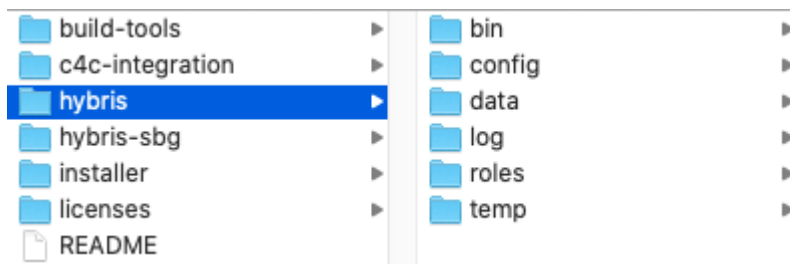 build-tools
c4c-integration
hybris
hybris-sbg
installer
licenses
README
bin
config
data
log
roles
temp